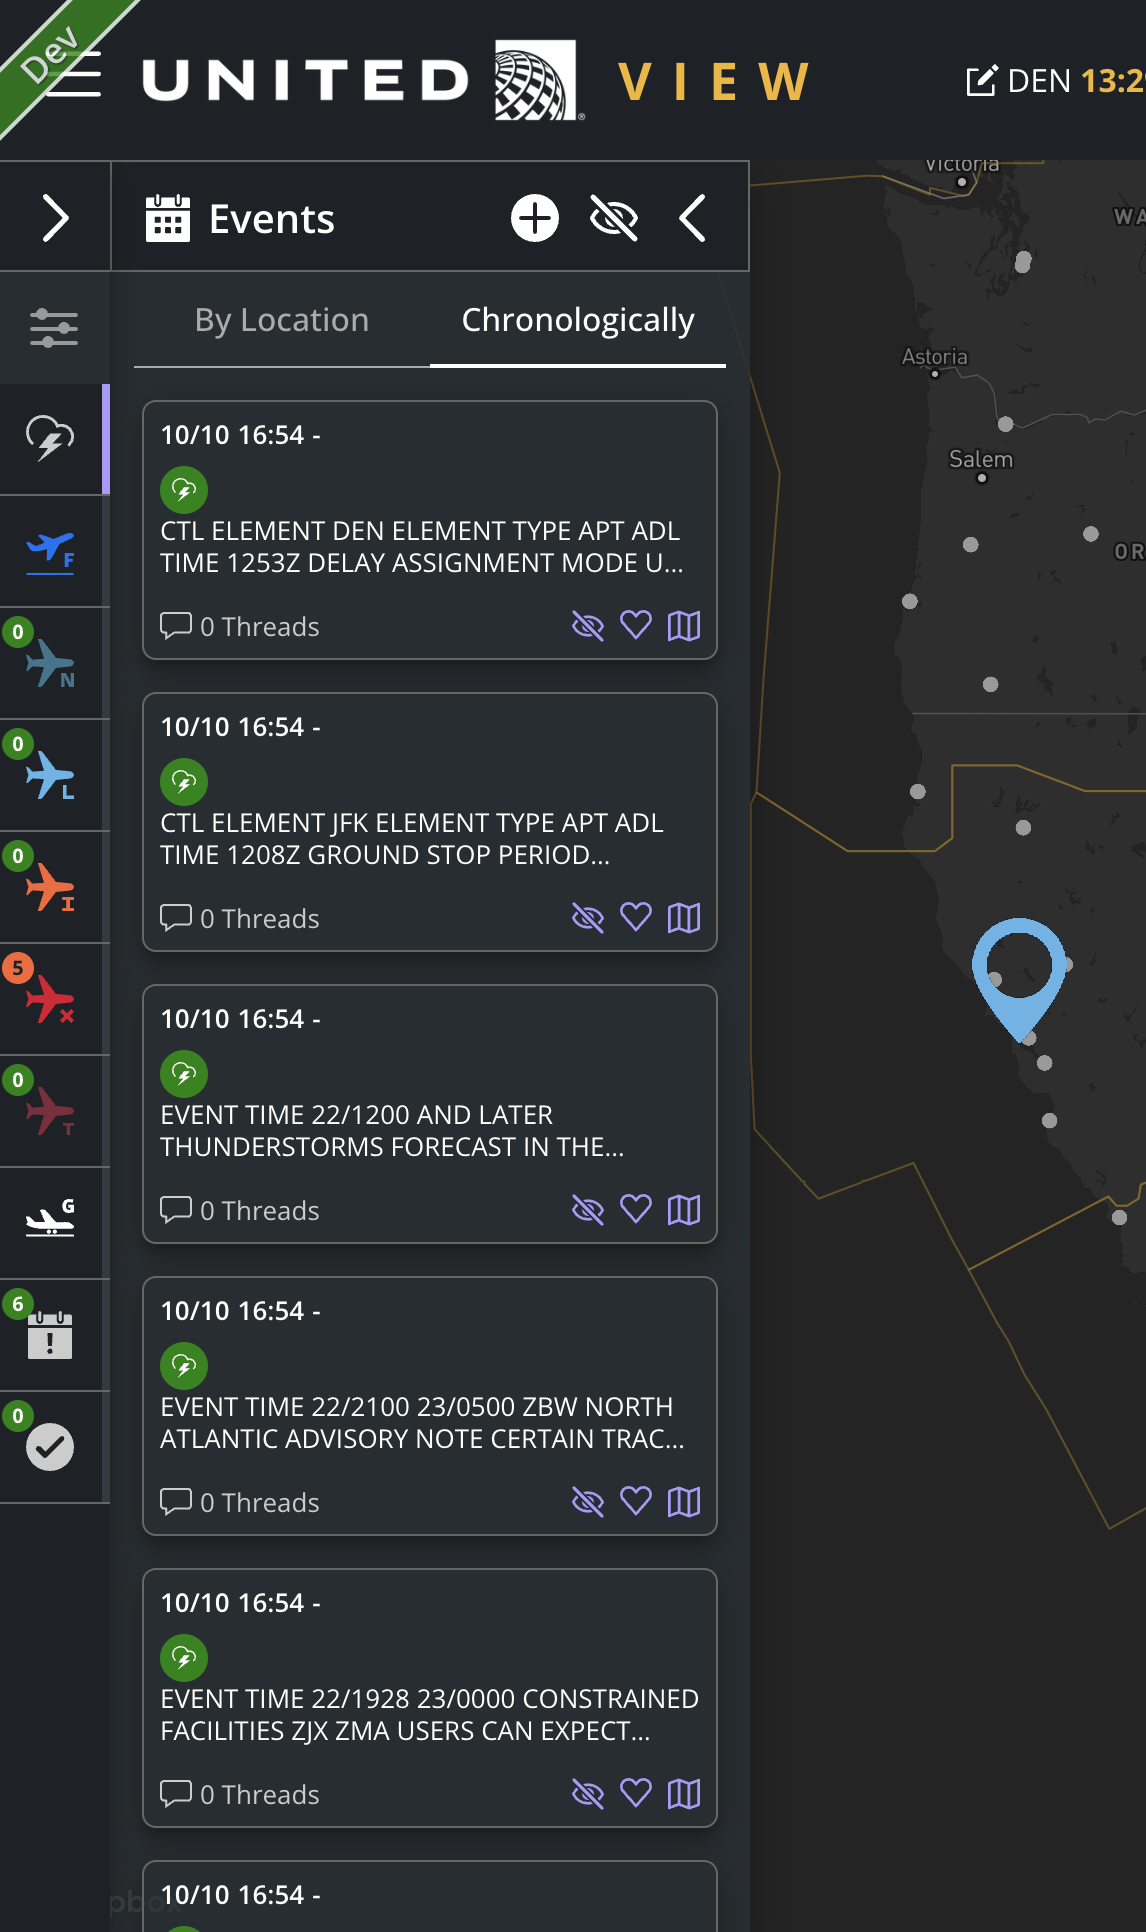 Dev
UNITED VIEW
DEN 13:2
Events
By Location
Chronologically
10/10 16:54 -
CTL ELEMENT DEN ELEMENT TYPE APT ADL
TIME 1253Z DELAY ASSIGNMENT MODE U...
0 Threads
10/10 16:54 -
CTL ELEMENT JFK ELEMENT TYPE APT ADL
TIME 1208Z GROUND STOP PERIOD...
0 Threads
10/10 16:54 -
EVENT TIME 22/1200 AND LATER
THUNDERSTORMS FORECAST IN THE...
0 Threads
10/10 16:54 -
EVENT TIME 22/2100 23/0500 ZBW NORTH
ATLANTIC ADVISORY NOTE CERTAIN TRAC...
0 Threads
10/10 16:54 -
EVENT TIME 22/1928 23/0000 CONSTRAINED
FACILITIES ZJX ZMA USERS CAN EXPECT...
0 Threads
10/10 16:54 -
F
0
N
0
L
0
I
5
0
T
G
6
!
0
Victoria
WA
Astoria
Salem
OR
pbox